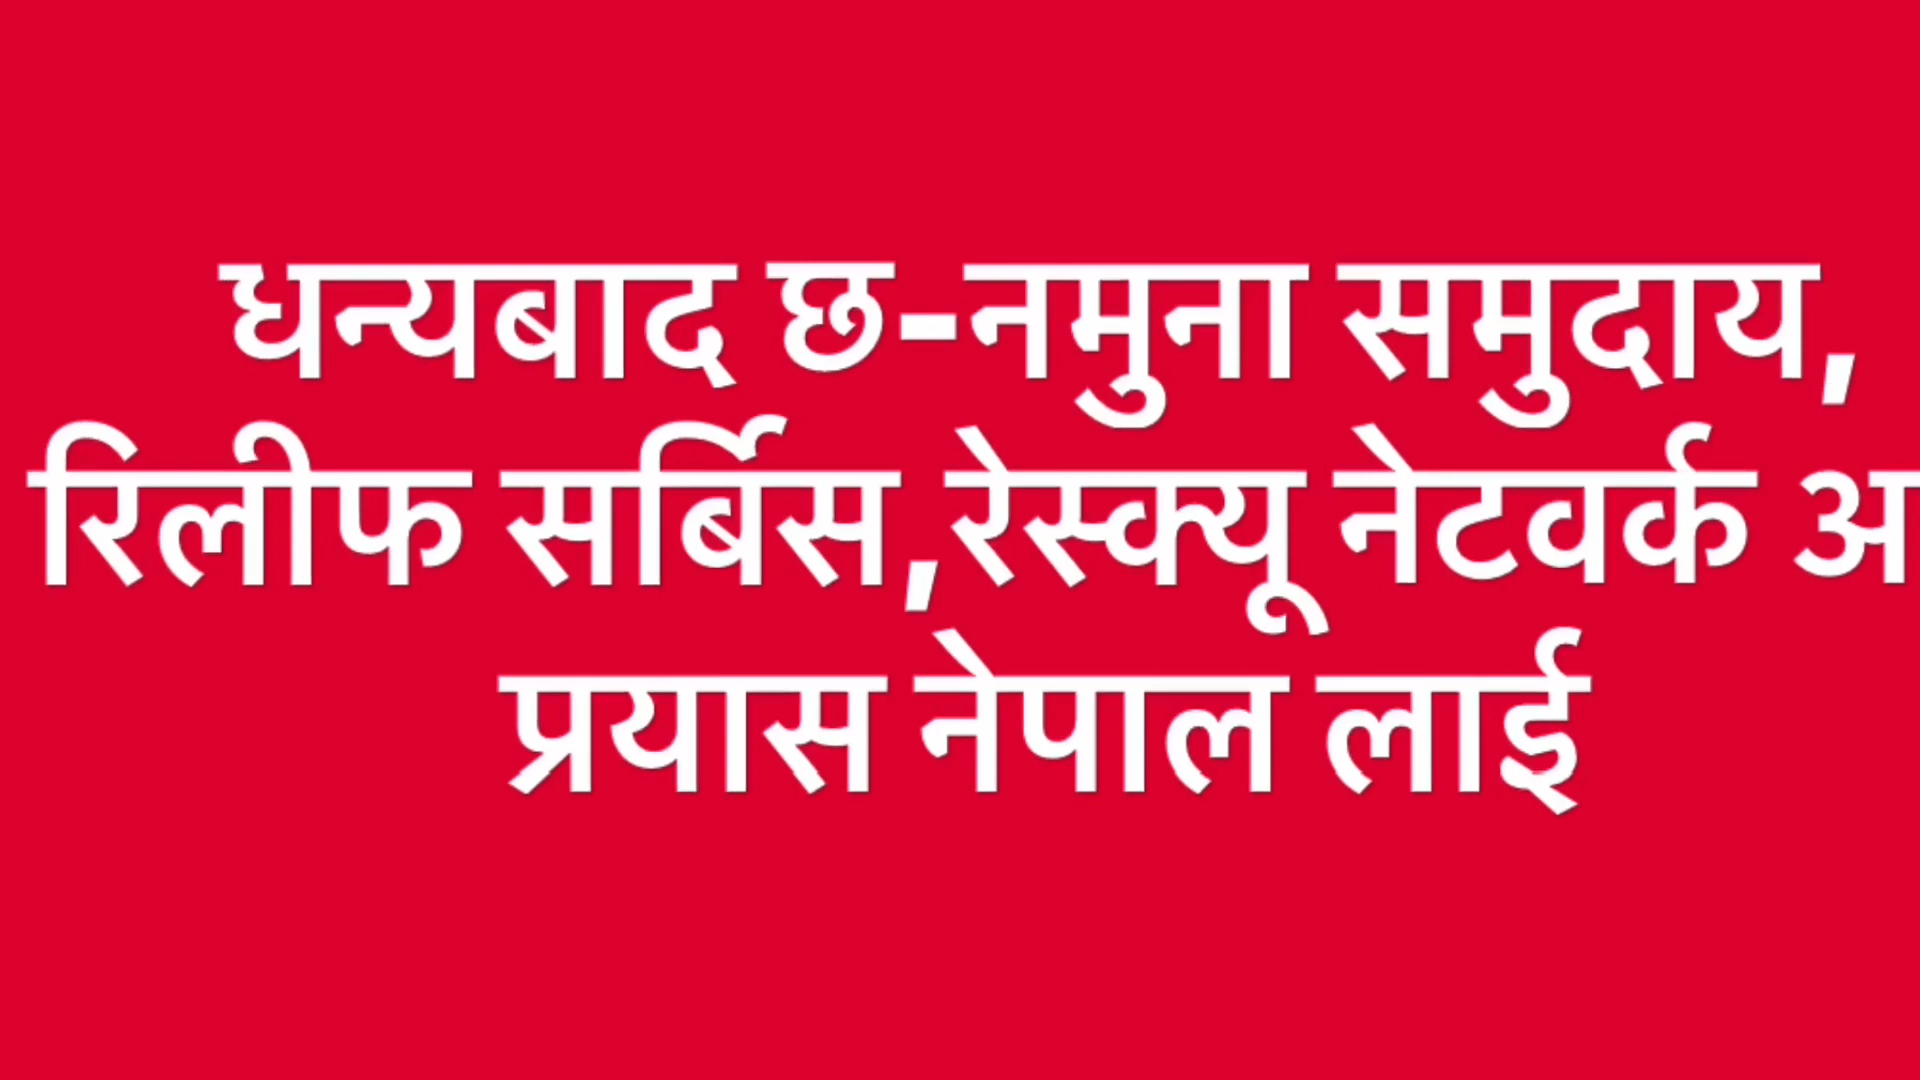 धन्यबाद छ-नमुना समुदाय,
रिलीफ सर्बिस,रेस्क्यू नेटवर्क
प्रयास नेपाल लाई